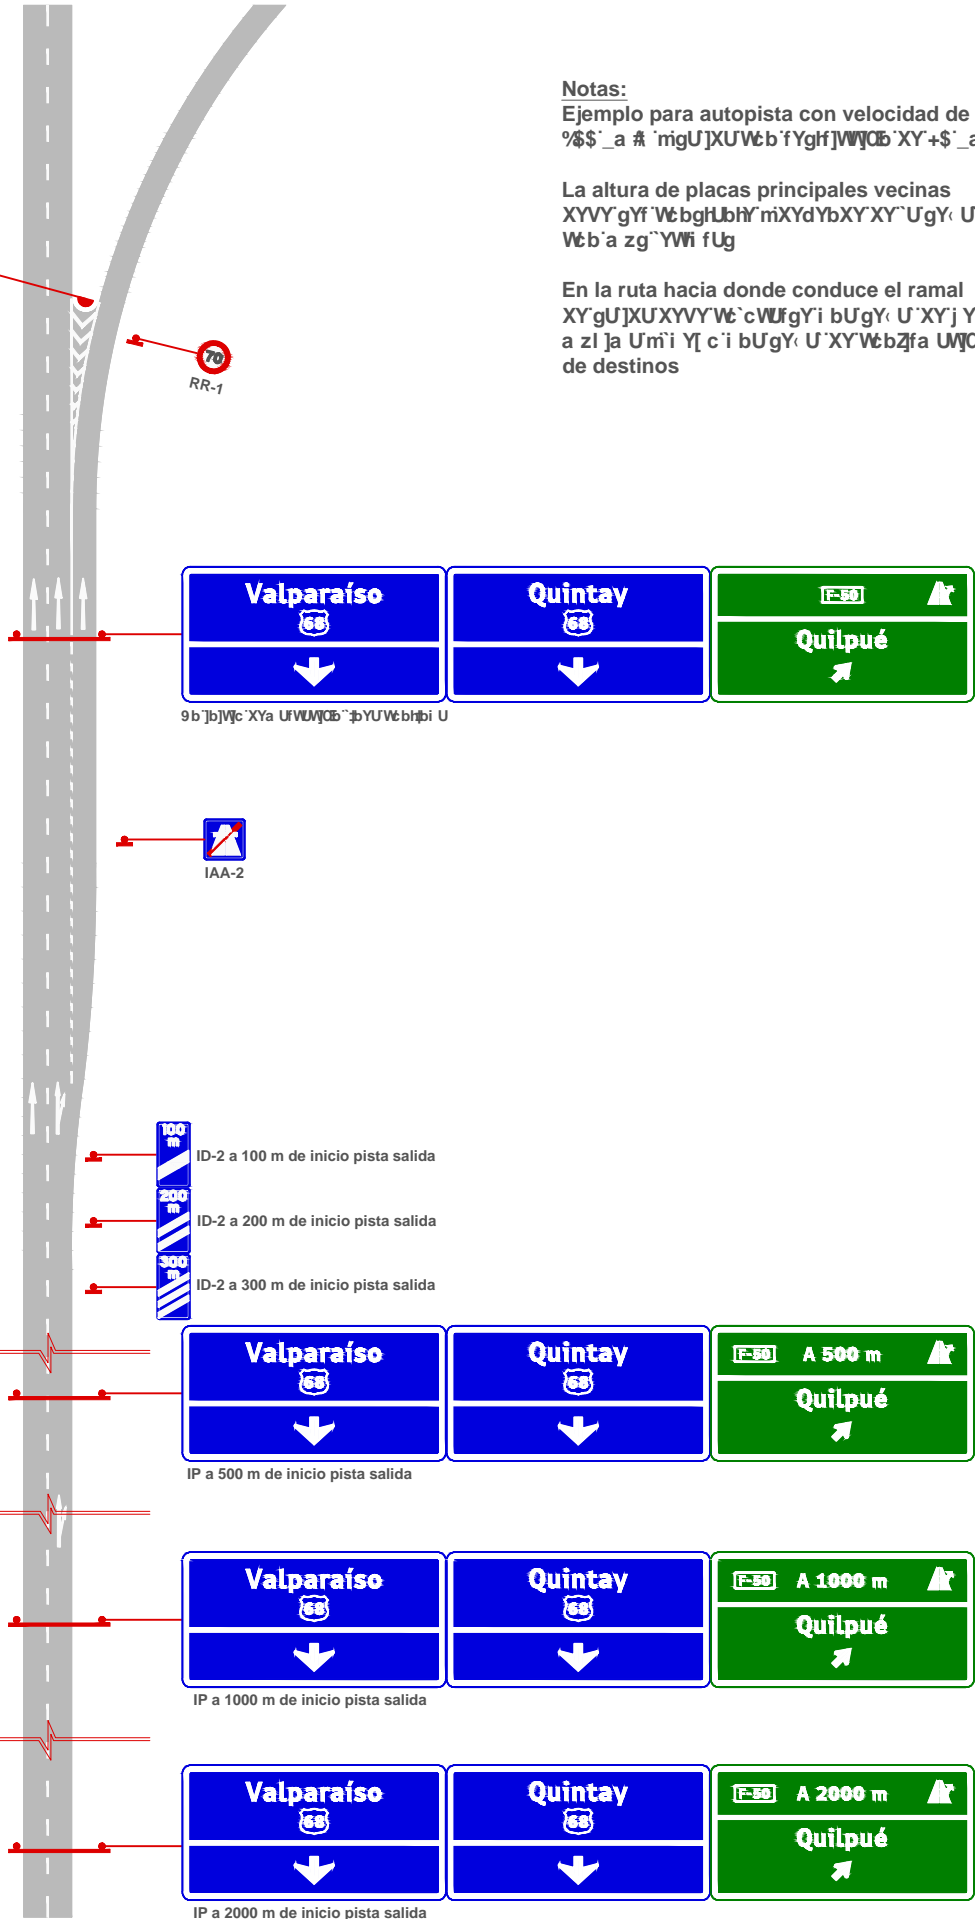 Notas:
Ejemplo para autopista con velocidad de
La altura de placas principales vecinas
En la ruta hacia donde conduce el ramal
de destinos
70
RR-1
Valparaíso
68
Quintay
68
F-50
Quilpué
IAA-2
100
m
ID-2 a 100 m de inicio pista salida
200
m
ID-2 a 200 m de inicio pista salida
300
m
ID-2 a 300 m de inicio pista salida
Valparaíso
68
Quintay
68
F-50 A 500 m
Quilpué
IP a 500 m de inicio pista salida
Valparaíso
68
Quintay
68
F-50 A 1000 m
Quilpué
IP a 1000 m de inicio pista salida
Valparaíso
68
Quintay
68
F-50 A 2000 m
Quilpué
IP a 2000 m de inicio pista salida